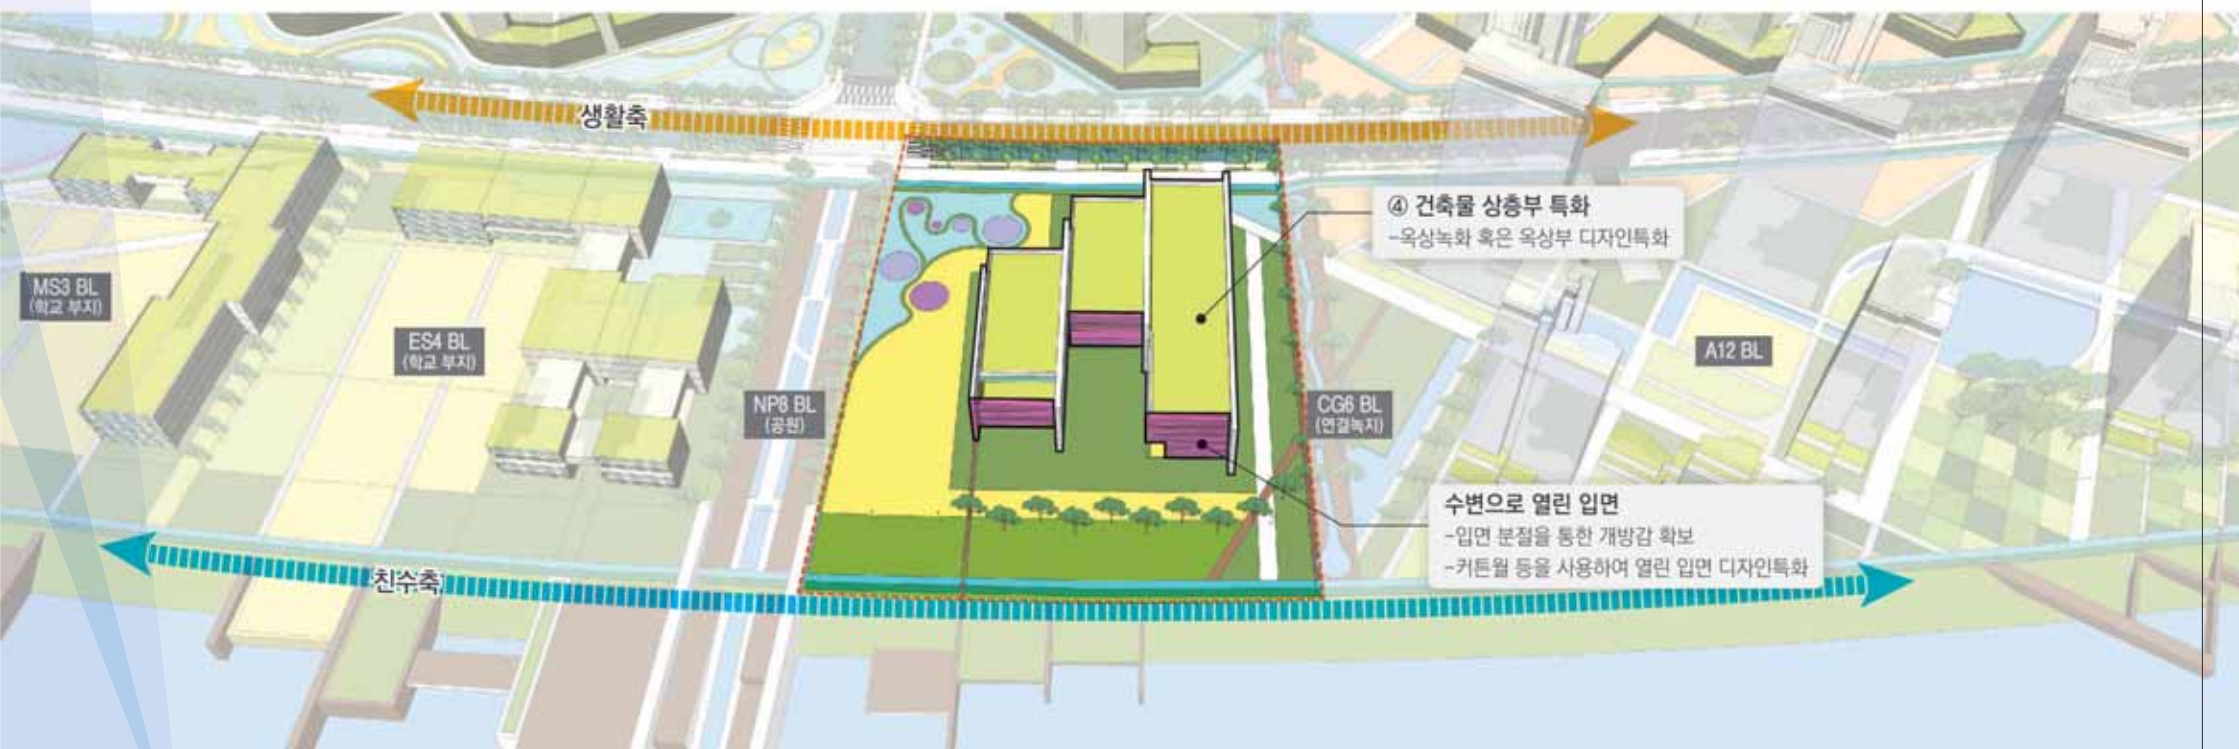 생활축
④ 건축물 상층부 특화
-옥상녹화 혹은 옥상부 디자인특화
MS3 BL
(학교 부지)
ES4 BL
(학교 부지)
A12 BL
NP8 BL
(공원)
CG6 BL
(연결녹지)
수변으로 열린 입면
-입면 분절을 통한 개방감 확보
-커튼월 등을 사용하여 열린 입면 디자인특화
친수축